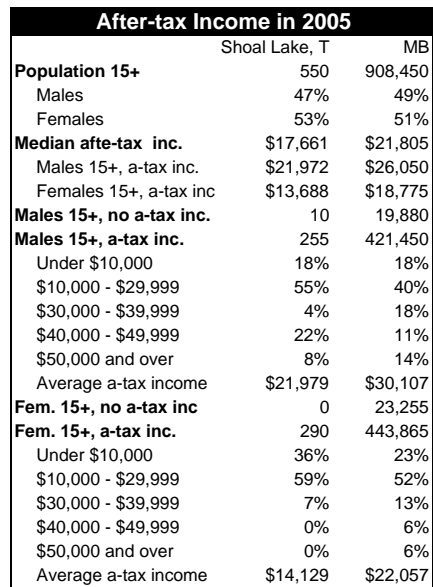 After-tax Income in 2005
Shoal Lake, T MB
Population 15+ 550 908,450
Males 47% 49%
Females 53% 51%
Median afte-tax inc. $17,661 $21,805
Males 15+, a-tax inc. $21,972 $26,050
Females 15+, a-tax inc $13,688 $18,775
Males 15+, no a-tax inc. 10 19,880
Males 15+, a-tax inc. 255 421,450
Under $10,000 18% 18%
$10,000 - $29,999 55% 40%
$30,000 - $39,999 4% 18%
$40,000 - $49,999 22% 11%
$50,000 and over 8% 14%
Average a-tax income $21,979 $30,107
Fem. 15+, no a-tax inc 0 23,255
Fem. 15+, a-tax inc. 290 443,865
Under $10,000 36% 23%
$10,000 - $29,999 59% 52%
$30,000 - $39,999 7% 13%
$40,000 - $49,999 0% 6%
$50,000 and over 0% 6%
Average a-tax income $14,129 $22,057